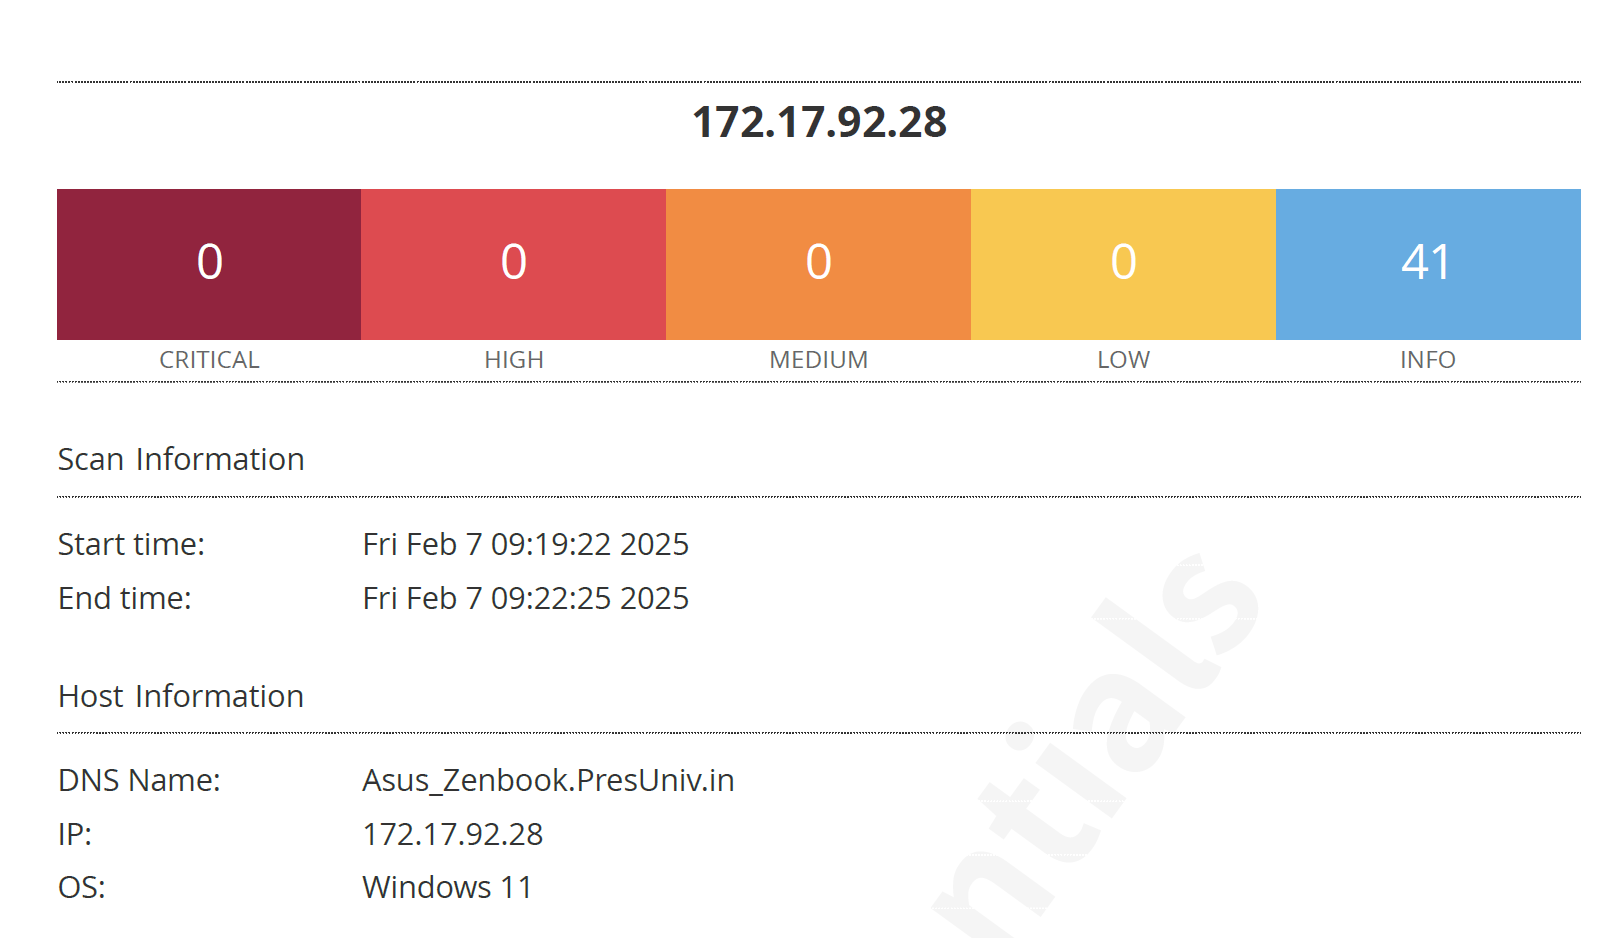 172.17.92.28
0 0 0 0 41
CRITICAL HIGH MEDIUM LOW INFO
Scan Information
Start time: Fri Feb 7 09:19:22 2025
End time: Fri Feb 7 09:22:25 2025
Host Information
DNS Name: Asus_Zenbook.PresUniv.in
IP: 172.17.92.28
OS: Windows 11
ntials